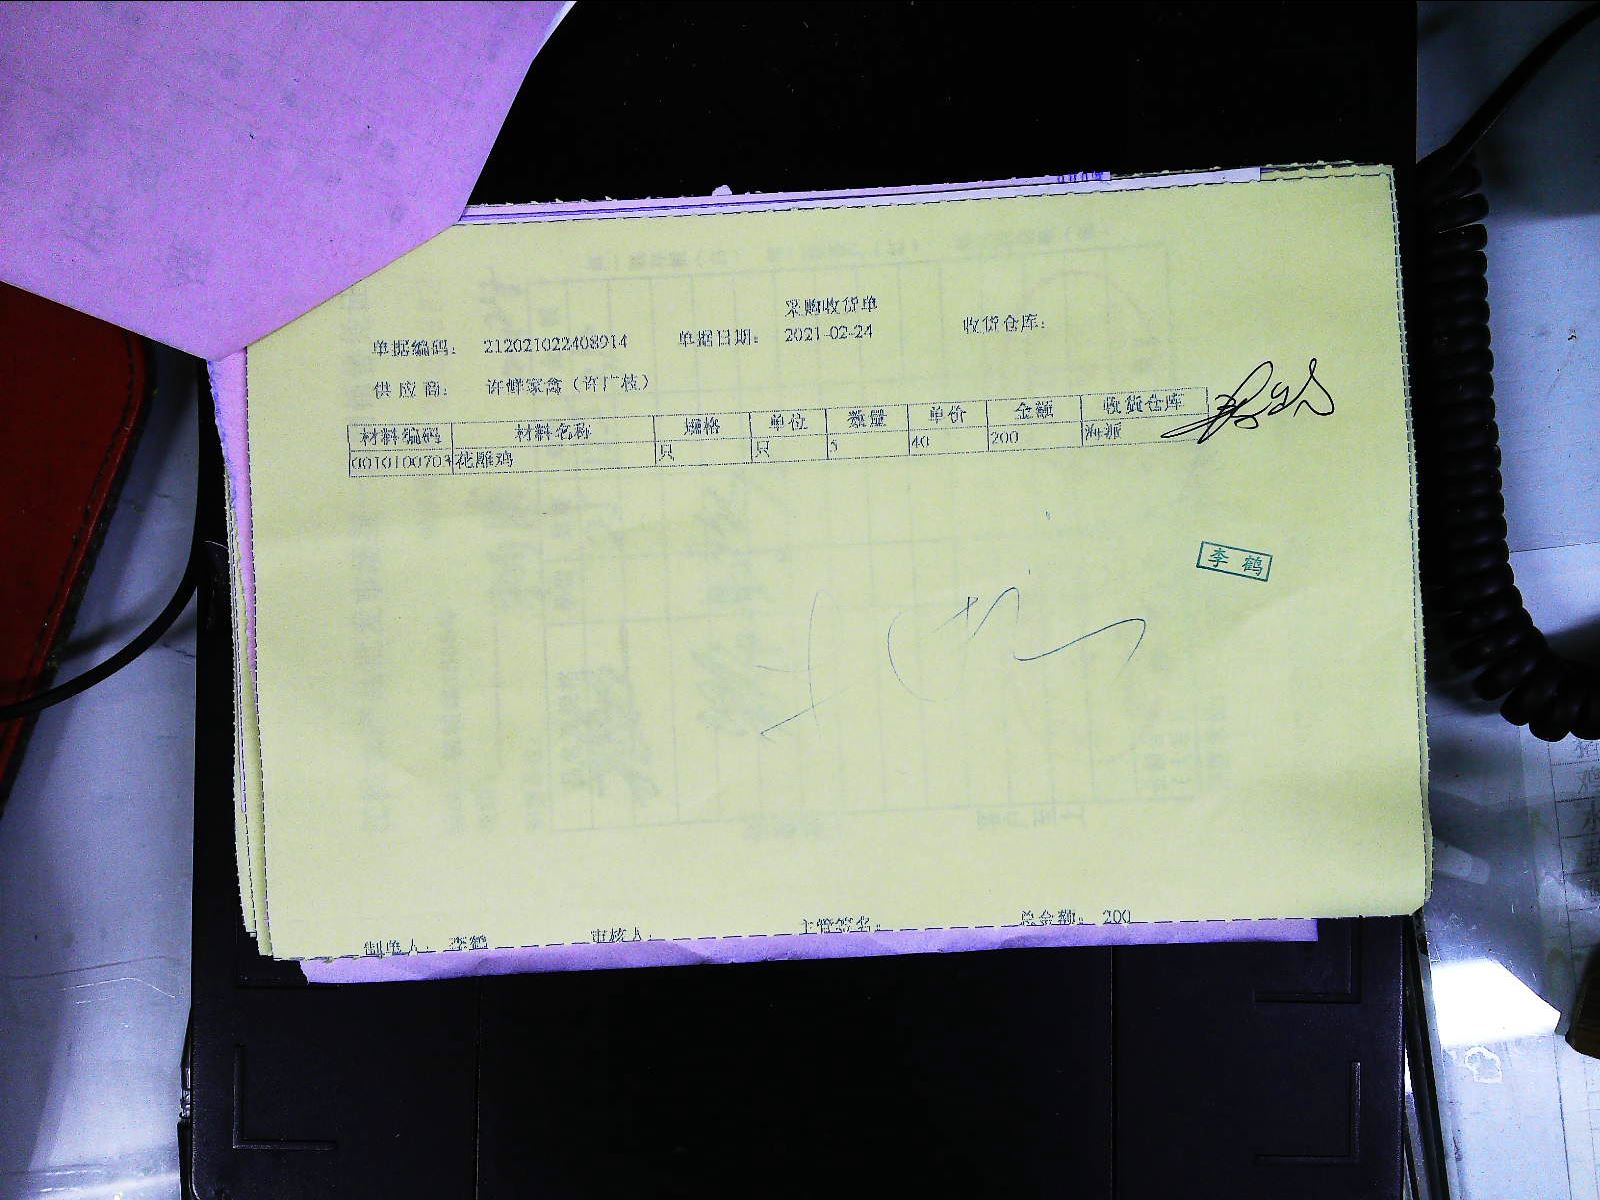 采购收货单
单据编码： 212021022408914 单据日期： 2021-02-24 收货仓库：
供应商： 许鲜家禽（许广枝）
材料编码 材料名称 规格 单位 数量 单价 金额 收货仓库
0010100703 花雕鸡 只 只 5 40 200 海派
李鹤
制单人： 李鹤 审核人： 主管签名： 总金额： 200